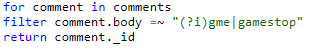 for comment in comments
filter comment.body =~ "(?i)gme|gamestop"
return comment._id